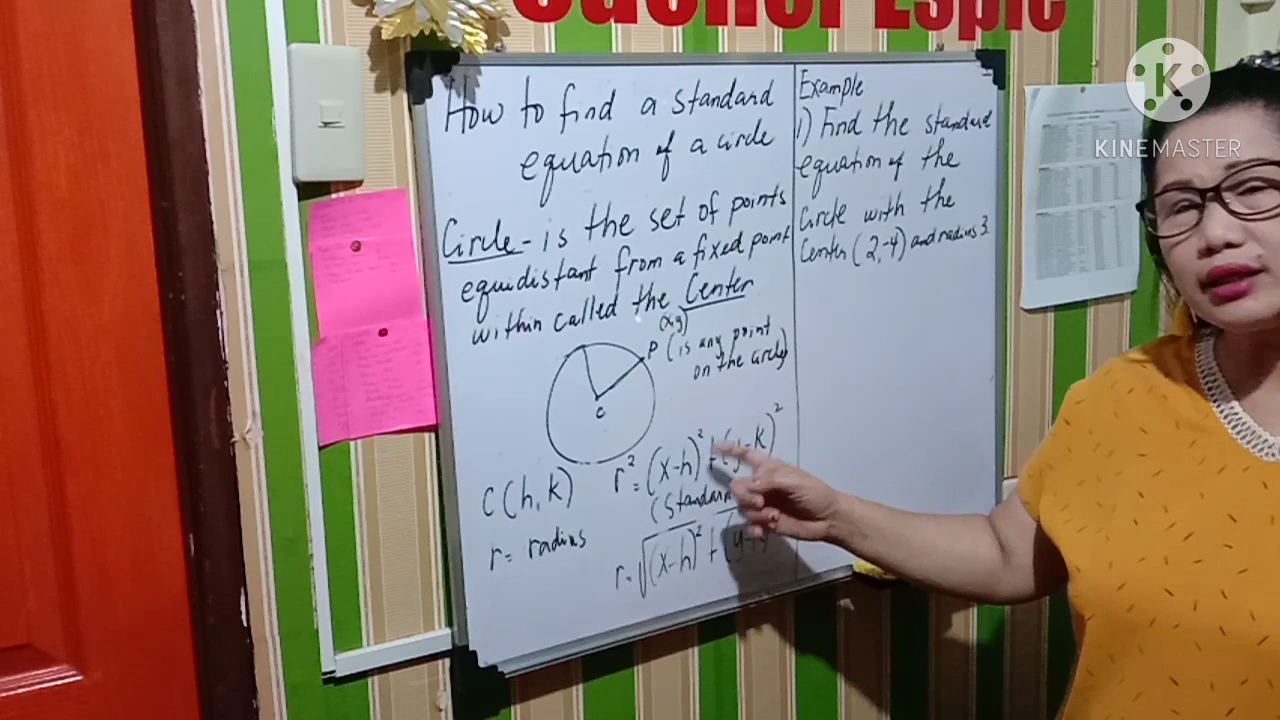 Teacher Espie
How to find a standard
equation of a circle
Circle - is the set of points
equidistant from a fixed point
within called the Center
(x,y)
P (is any point
on the circle)
C
C(h, k)
r = radius
r² = (x-h)² + (y-k)²
(Standard
r = √(x-h)² + (y-k)²
Example
1) Find the standard
equation of the
Circle with the
Center (2,-4) and radius 3.
K
KINEMASTER